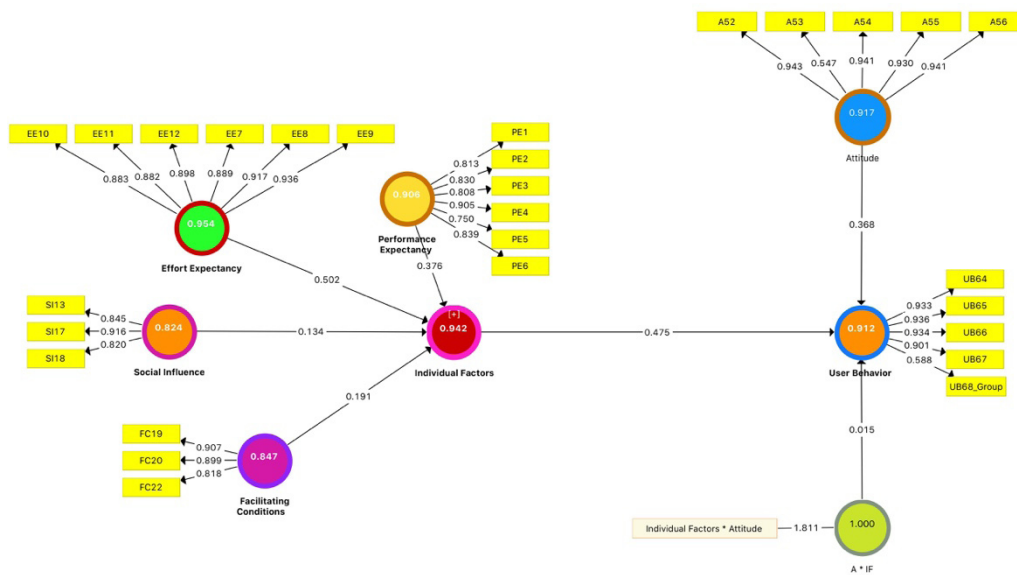 A52 A53 A54 A55 A56
0.943 0.547 0.941 0.930 0.941
0.917
Attitude
EE10 EE11 EE12 EE7 EE8 EE9
0.883 0.882 0.898 0.889 0.917 0.936
0.954
Effort Expectancy
PE1
PE2
PE3
PE4
PE5
PE6
0.813
0.830
0.808
0.905
0.750
0.839
0.906
Performance
Expectancy
0.376
0.368
0.502
SI13
SI17
SI18
0.845
0.916
0.820
0.824
Social Influence
0.134
[+]
0.942
Individual Factors
0.475
0.912
User Behavior
0.933
0.936
0.934
0.901
0.588
UB64
UB65
UB66
UB67
UB68_Group
0.191
FC19
FC20
FC22
0.907
0.899
0.818
0.847
Facilitating
Conditions
0.015
Individual Factors * Attitude
1.811
1.000
A * IF